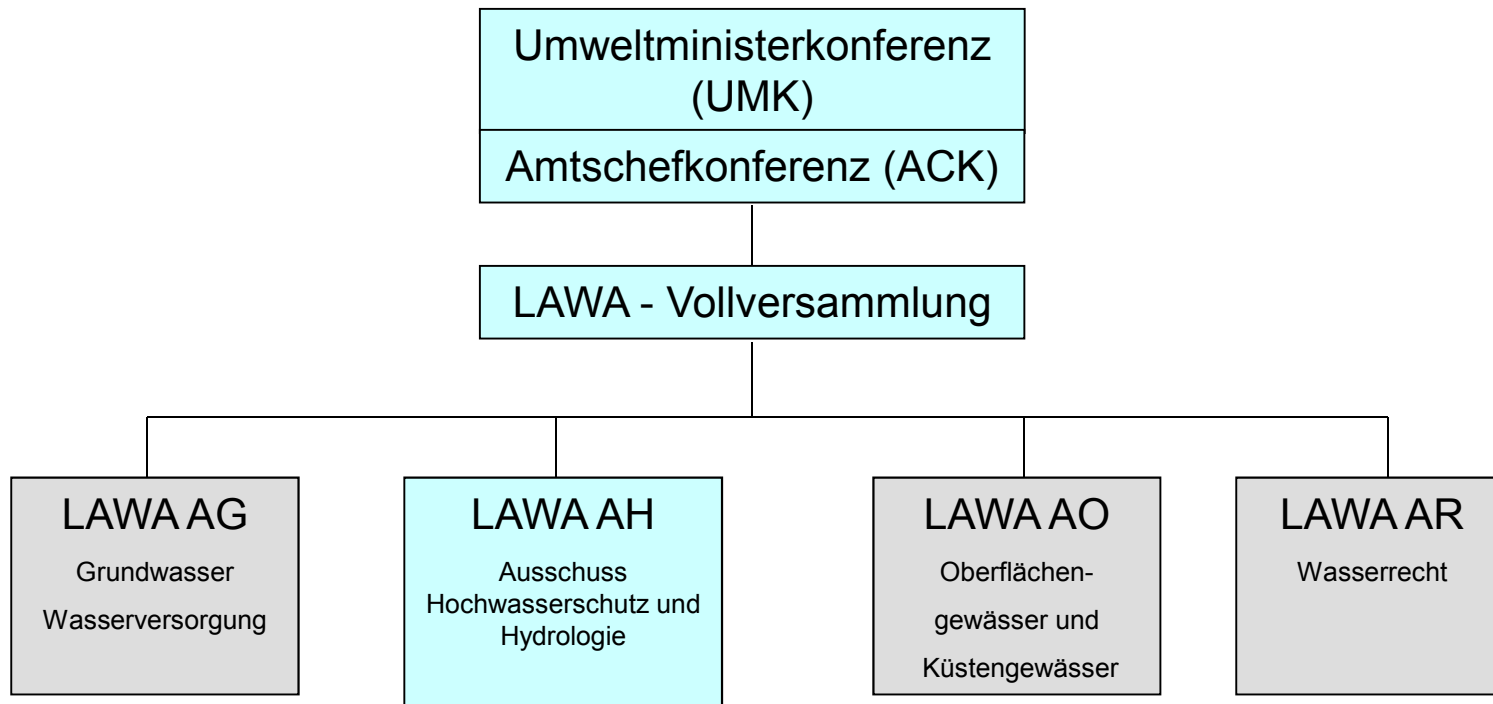 Umweltministerkonferenz
(UMK)
Amtschefkonferenz (ACK)
LAWA - Vollversammlung
LAWA AG
Grundwasser
Wasserversorgung
LAWA AH
Ausschuss
Hochwasserschutz und
Hydrologie
LAWA AO
Oberflächen-
gewässer und
Küstengewässer
LAWA AR
Wasserrecht